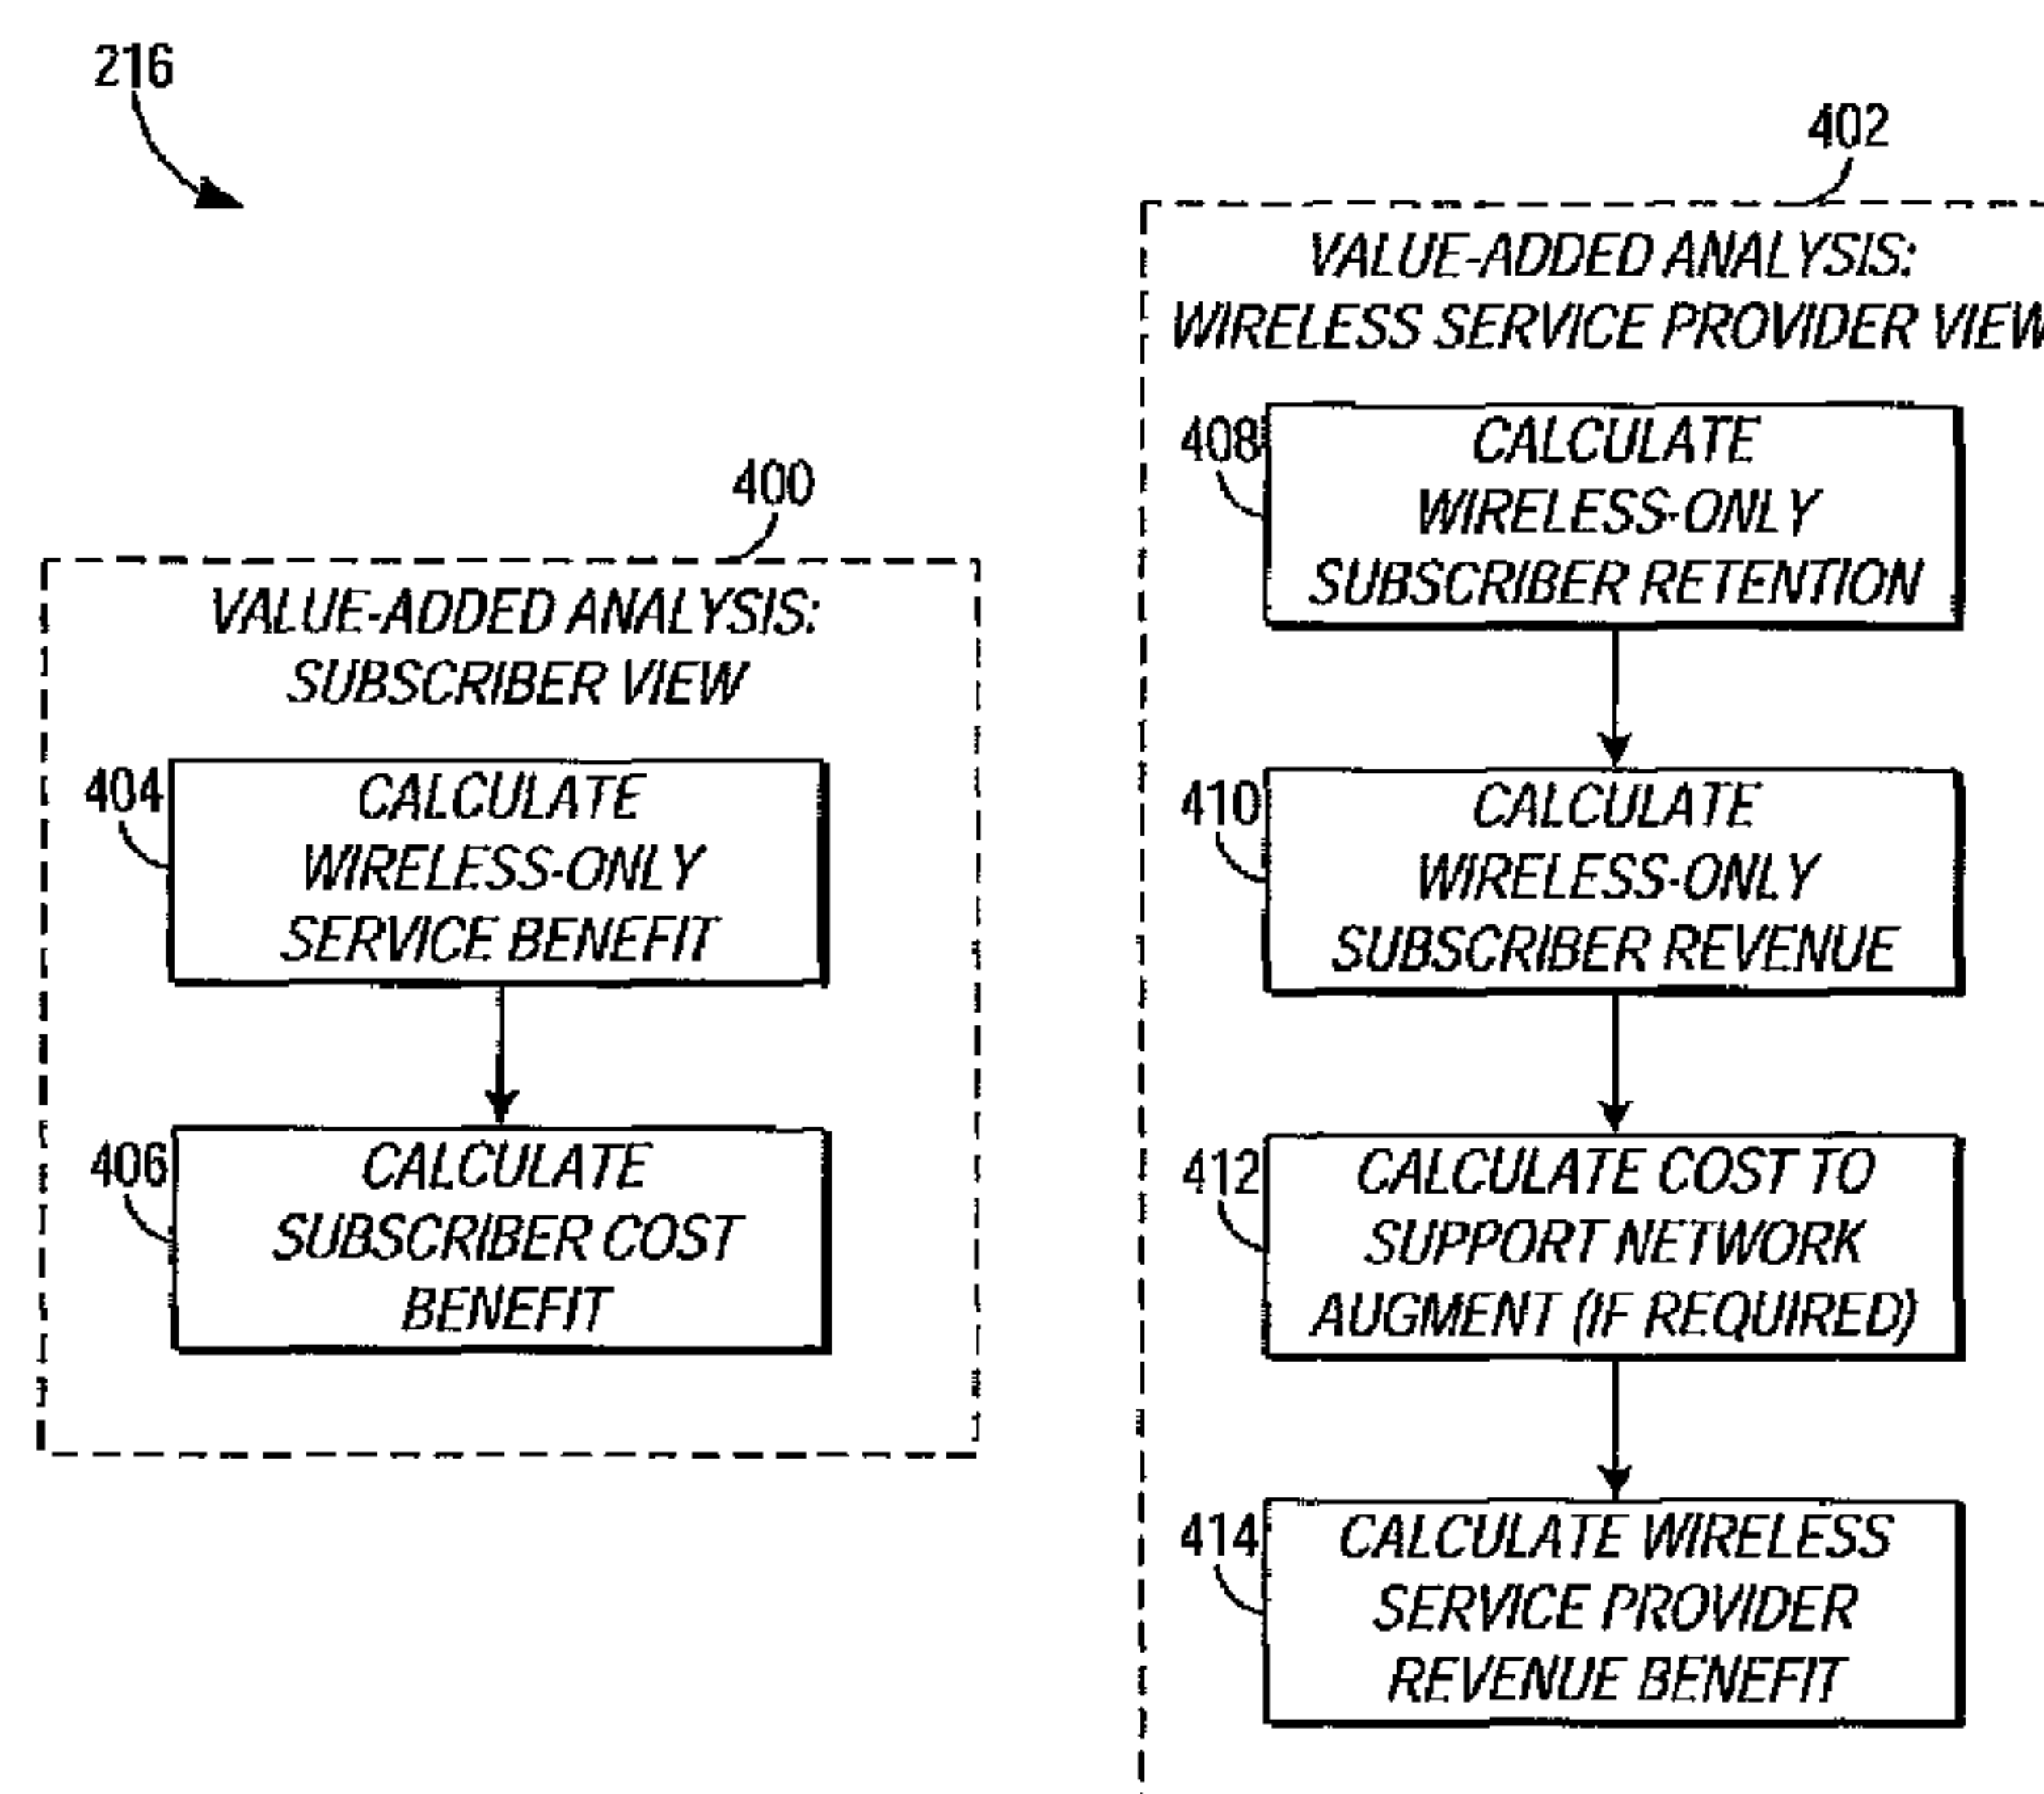 216
400
VALUE-ADDED ANALYSIS:
SUBSCRIBER VIEW
404
CALCULATE
WIRELESS-ONLY
SERVICE BENEFIT
406
CALCULATE
SUBSCRIBER COST
BENEFIT
402
VALUE-ADDED ANALYSIS:
WIRELESS SERVICE PROVIDER VIEW
408
CALCULATE
WIRELESS-ONLY
SUBSCRIBER RETENTION
410
CALCULATE
WIRELESS-ONLY
SUBSCRIBER REVENUE
412
CALCULATE COST TO
SUPPORT NETWORK
AUGMENT (IF REQUIRED)
414
CALCULATE WIRELESS
SERVICE PROVIDER
REVENUE BENEFIT